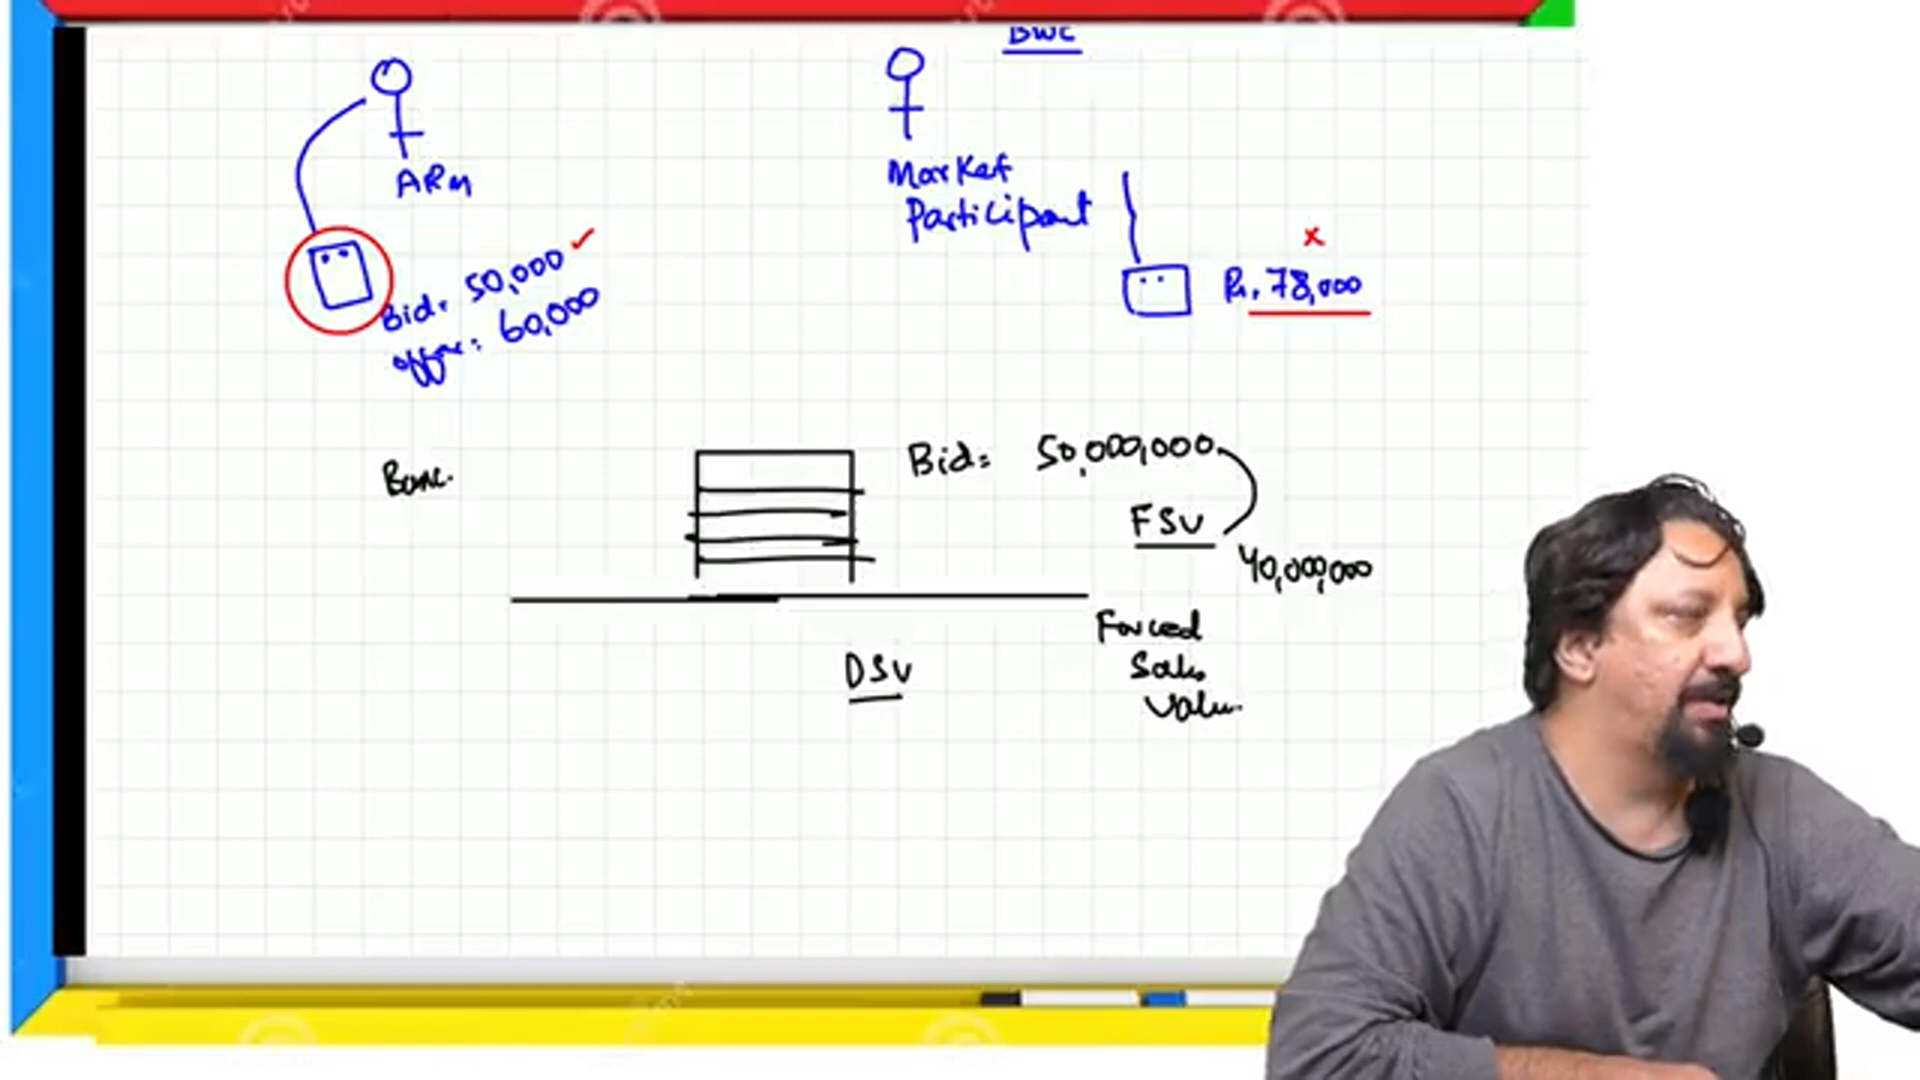 BWC
ARM
Market
Participant
Bid: 50,000 ✓
offer: 60,000
x
Rs. 78,000
Bid: 50,000,000
FSV
40,000,000
Forced
Sale
Value
DSV